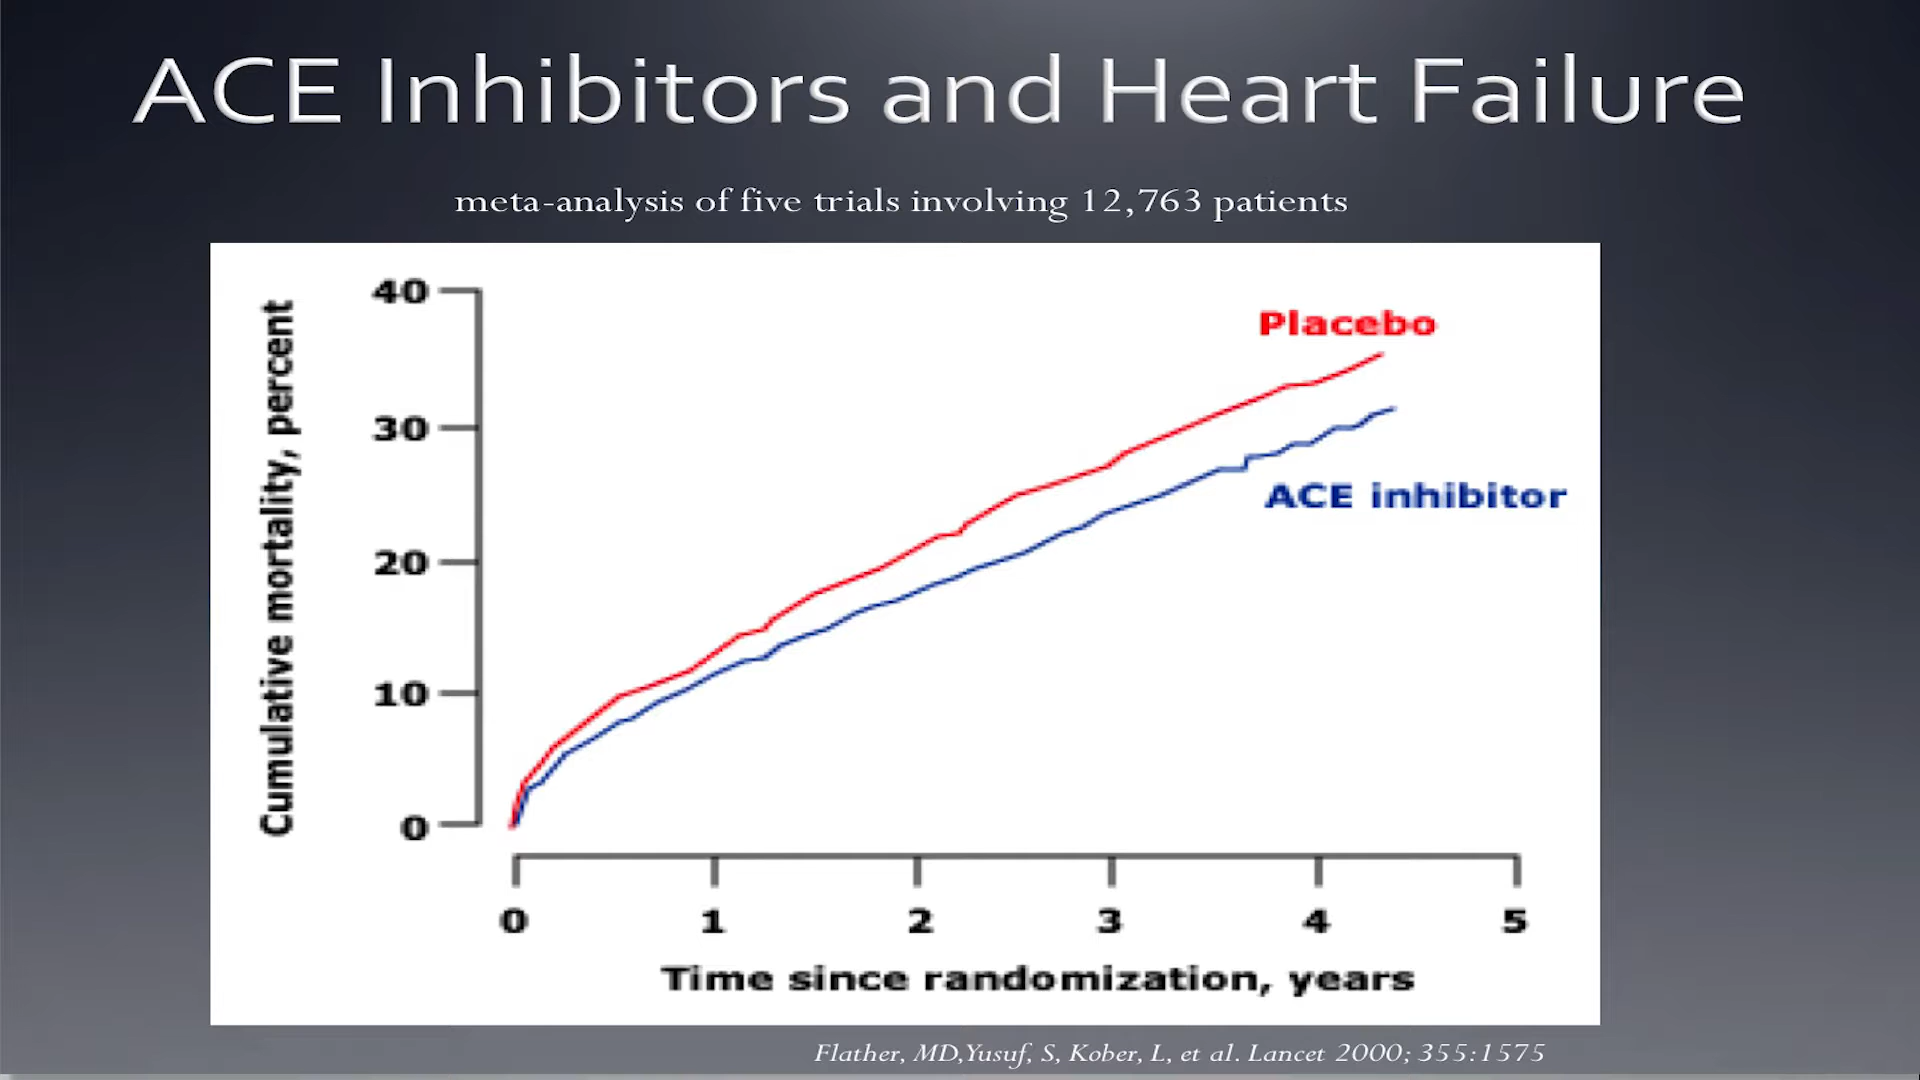 ACE Inhibitors and Heart Failure
meta-analysis of five trials involving 12,763 patients
Cumulative mortality, percent
40
30
20
10
0
Placebo
ACE inhibitor
0 1 2 3 4 5
Time since randomization, years
Flather, MD,Yusuf, S, Kober, L, et al. Lancet 2000; 355:1575